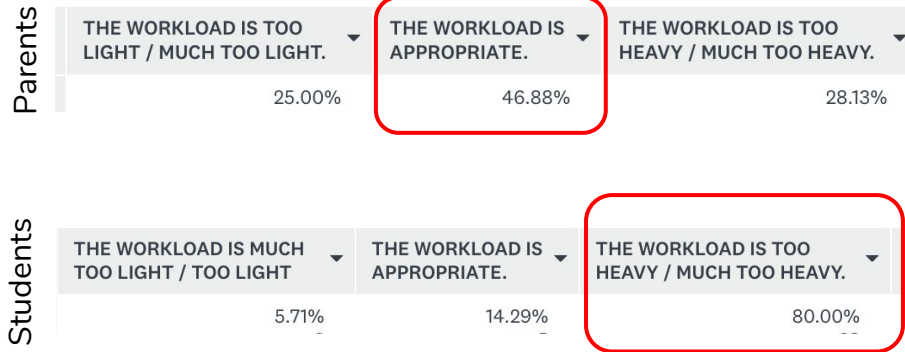 Parents
THE WORKLOAD IS TOO LIGHT / MUCH TOO LIGHT.
THE WORKLOAD IS APPROPRIATE.
THE WORKLOAD IS TOO HEAVY / MUCH TOO HEAVY.
25.00%
46.88%
28.13%
Students
THE WORKLOAD IS MUCH TOO LIGHT / TOO LIGHT
THE WORKLOAD IS APPROPRIATE.
THE WORKLOAD IS TOO HEAVY / MUCH TOO HEAVY.
5.71%
14.29%
80.00%